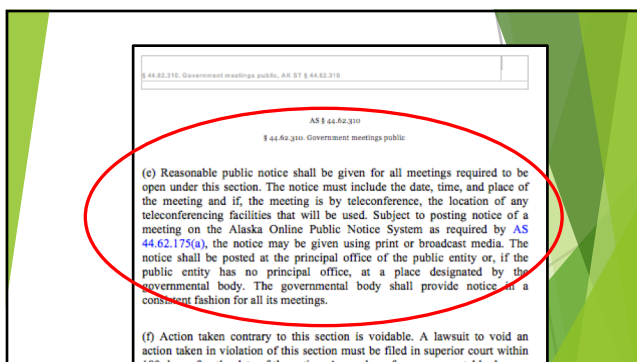 § 44.62.310. Government meetings public, AK ST § 44.62.310
AS § 44.62.310
§ 44.62.310. Government meetings public
(e) Reasonable public notice shall be given for all meetings required to be
open under this section. The notice must include the date, time, and place of
the meeting and if, the meeting is by teleconference, the location of any
teleconferencing facilities that will be used. Subject to posting notice of a
meeting on the Alaska Online Public Notice System as required by AS
44.62.175(a), the notice may be given using print or broadcast media. The
notice shall be posted at the principal office of the public entity or, if the
public entity has no principal office, at a place designated by the
governmental body. The governmental body shall provide notice in a
consistent fashion for all its meetings.
(f) Action taken contrary to this section is voidable. A lawsuit to void an
action taken in violation of this section must be filed in superior court within